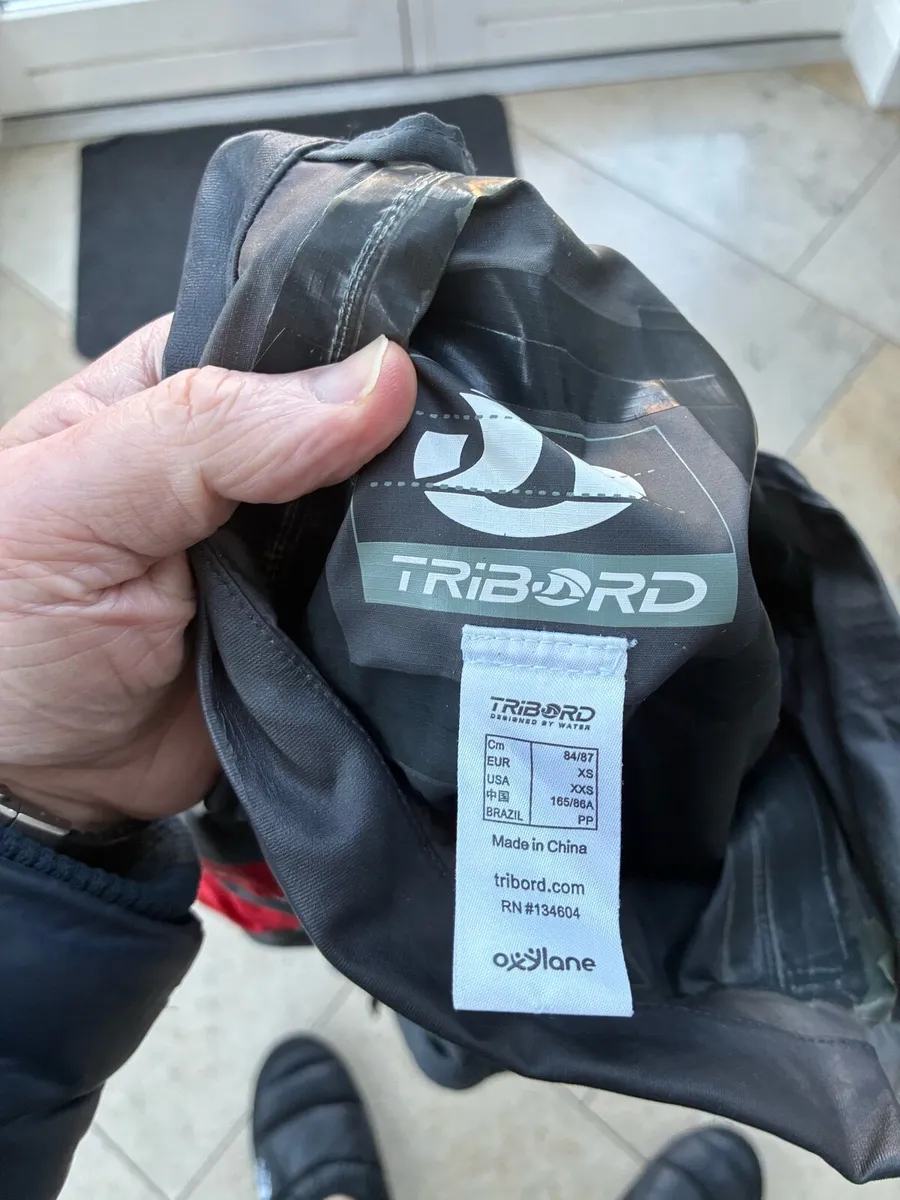 TRiBORD
TRiBORD
DESIGNED BY WATER
Cm 84/87
EUR XS
USA XXS
中国 165/86A
BRAZIL PP
Made in China
tribord.com
RN #134604
oxylane